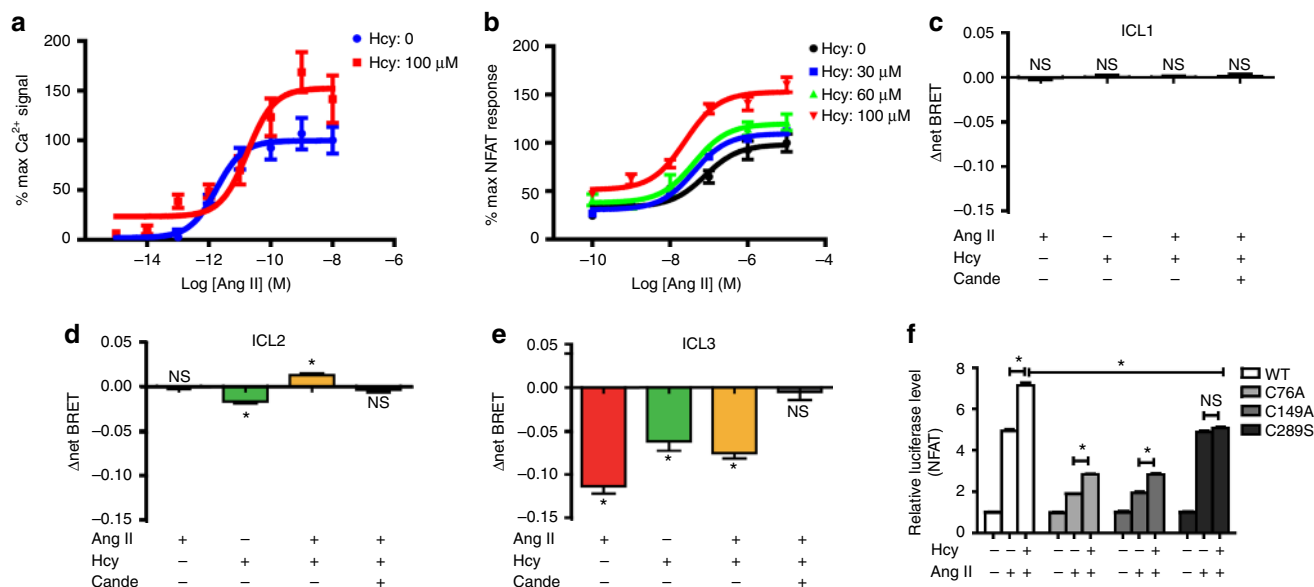 a
Hcy: 0
Hcy: 100 μM
% max Ca2+ signal
200
150
100
50
0
−14 −12 −10 −8 −6
Log [Ang II] (M)
b
Hcy: 0
Hcy: 30 μM
Hcy: 60 μM
Hcy: 100 μM
% max NFAT response
200
150
100
50
0
−10 −8 −6 −4
Log [Ang II] (M)
c
ICL1
NS NS NS NS
Δnet BRET
0.05
0.00
−0.05
−0.10
−0.15
Ang II + − + +
Hcy − + + +
Cande − − − +
d
ICL2
NS * * NS
Δnet BRET
0.05
0.00
−0.05
−0.10
−0.15
Ang II + − + +
Hcy − + + +
Cande − − − +
e
ICL3
* * * NS
Δnet BRET
0.05
0.00
−0.05
−0.10
−0.15
Ang II + − + +
Hcy − + + +
Cande − − − +
f
WT
C76A
C149A
C289S
* * * * NS
Relative luciferase level
(NFAT)
8
6
4
2
0
Hcy − − + − − + − − + − − +
Ang II − + + − + + − + + − + +